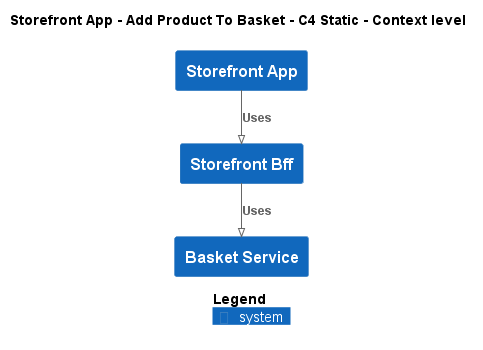 Storefront App - Add Product To Basket - C4 Static - Context level
Storefront App
Uses
Storefront Bff
Uses
Basket Service
Legend
system